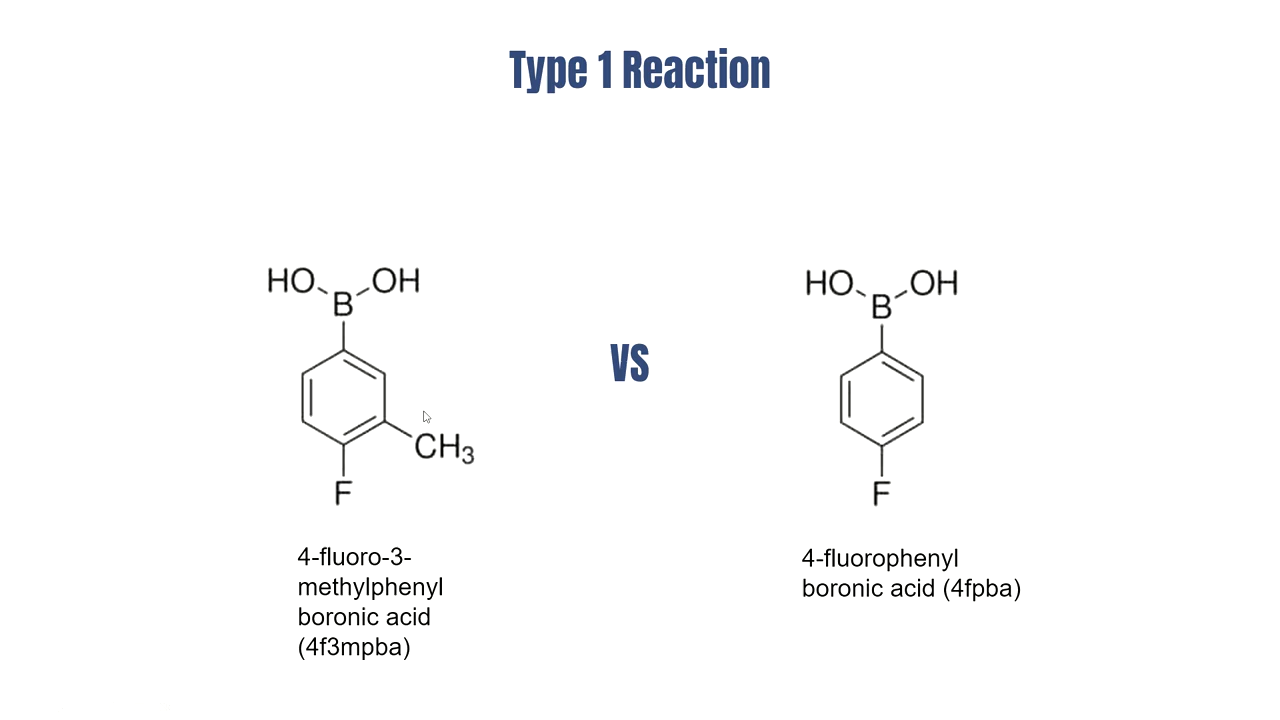 Type 1 Reaction
HO OH
B
CH3
F
4-fluoro-3-
methylphenyl
boronic acid
(4f3mpba)
VS
HO OH
B
F
4-fluorophenyl
boronic acid (4fpba)